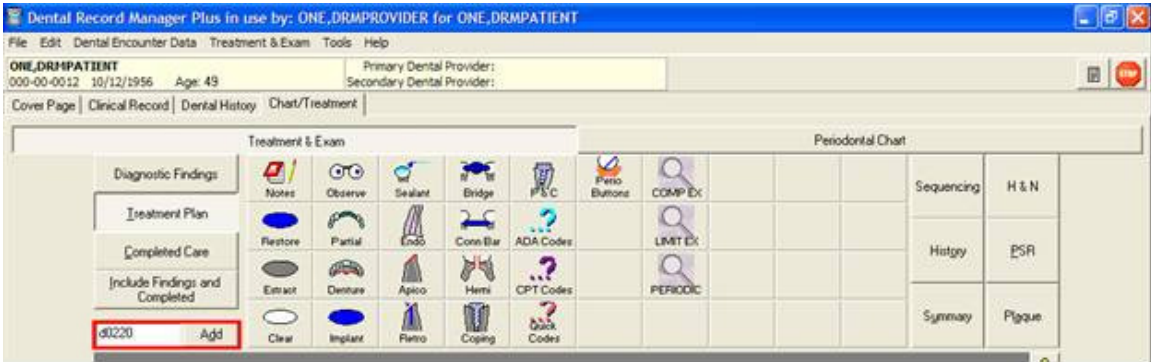 Dental Record Manager Plus in use by: ONE,DRMPROVIDER for ONE,DRMPATIENT
File Edit Dental Encounter Data Treatment & Exam Tools Help
ONE,DRMPATIENT Primary Dental Provider:
000-00-0012 10/12/1956 Age: 49 Secondary Dental Provider:
STOP
Cover Page Clinical Record Dental History Chart/Treatment
Treatment & Exam Periodontal Chart
Diagnostic Findings
Treatment Plan
Completed Care
Include Findings and
Completed
d0220 Add
Notes Observe Sealant Bridge P&C Perio Buttons COMP EX
Restore Partial Endo Conn Bar ADA Codes LIMIT EX
Extract Denture Apico Hemi CPT Codes PERIODIC
Clear Implant Retro Coping Quick Codes
Sequencing H & N
History PSR
Summary Plaque